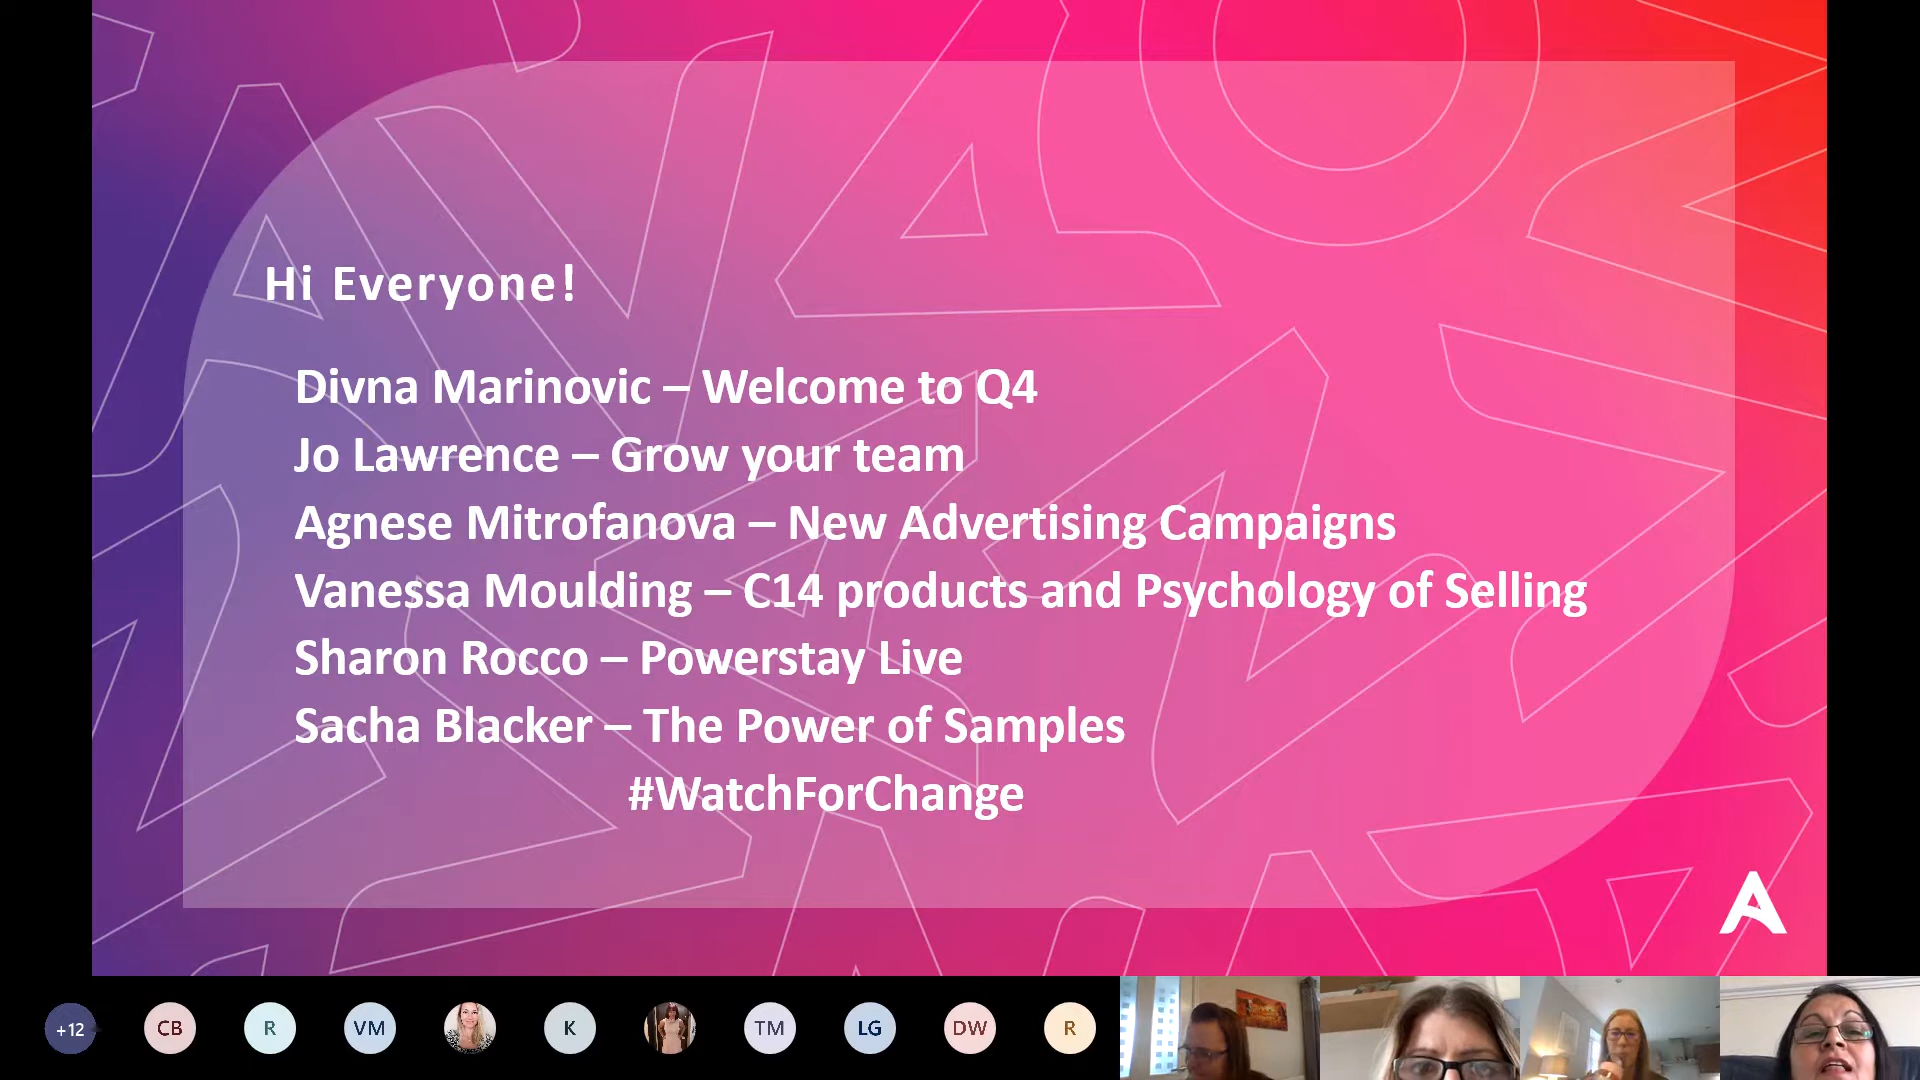 Hi Everyone!
Divna Marinovic – Welcome to Q4
Jo Lawrence – Grow your team
Agnese Mitrofanova – New Advertising Campaigns
Vanessa Moulding – C14 products and Psychology of Selling
Sharon Rocco – Powerstay Live
Sacha Blacker – The Power of Samples
#WatchForChange
+12 CB R VM K TM LG DW R